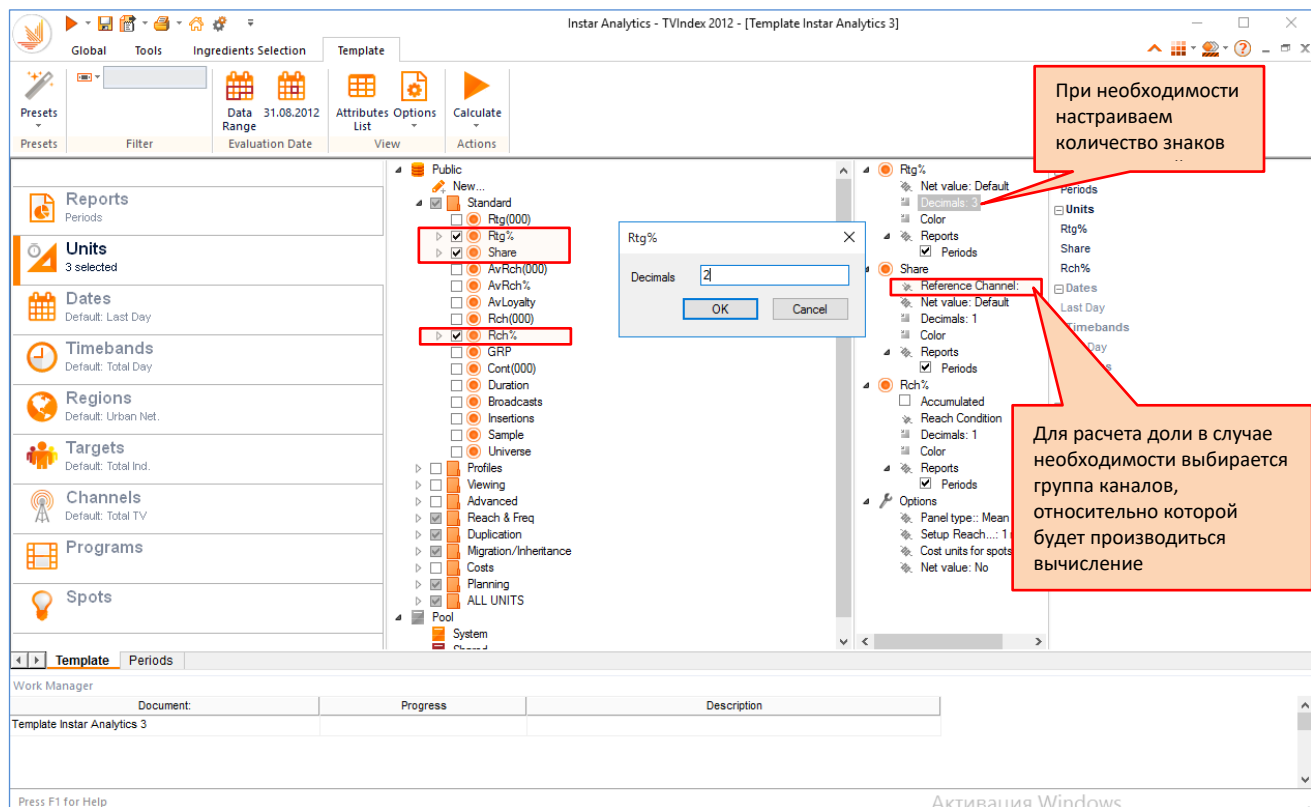 Instar Analytics - TVIndex 2012 - [Template Instar Analytics 3]
Global Tools Ingredients Selection Template
Presets
Data Range
31.08.2012
Attributes List
Options
Calculate
Presets Filter Evaluation Date View Actions
При необходимости
настраиваем
количество знаков
Reports
Periods
Units
3 selected
Dates
Default: Last Day
Timebands
Default: Total Day
Regions
Default: Urban Net.
Targets
Default: Total Ind.
Channels
Default: Total TV
Programs
Spots
Public
New...
Standard
Rtg(000)
Rtg%
Share
AvRch(000)
AvRch%
AvLoyalty
Rch(000)
Rch%
GRP
Cont(000)
Duration
Broadcasts
Insertions
Sample
Universe
Profiles
Viewing
Advanced
Reach & Freq
Duplication
Migration/Inheritance
Costs
Planning
ALL UNITS
Pool
System
Shared
Rtg%
Decimals 2
OK Cancel
Rtg%
Net value: Default
Decimals: 3
Color
Reports
Periods
Share
Reference Channel:
Net value: Default
Decimals: 1
Color
Reports
Periods
Rch%
Accumulated
Reach Condition
Decimals: 1
Color
Reports
Periods
Options
Panel type:: Mean
Setup Reach...: 1
Cost units for spots
Net value: No
Periods
Units
Rtg%
Share
Rch%
Dates
Last Day
Timebands
Day
Для расчета доли в случае
необходимости выбирается
группа каналов,
относительно которой
будет производиться
вычисление
Template Periods
Work Manager
Document: Progress Description
Template Instar Analytics 3
Press F1 for Help
Активация Windows